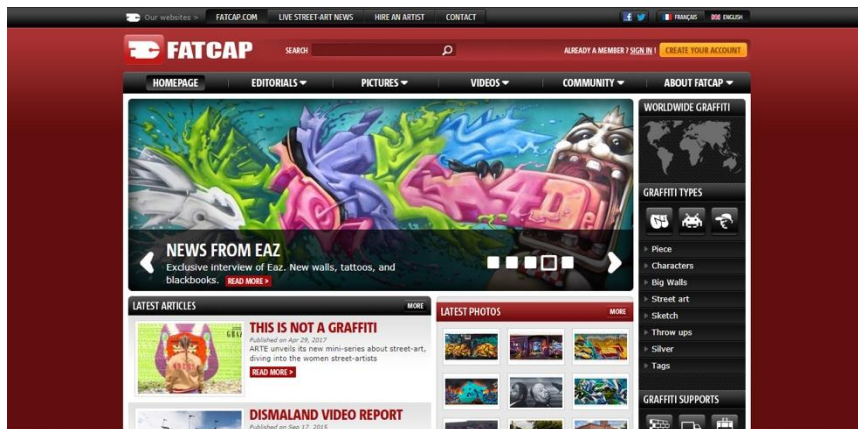 Our websites > FATCAP.COM LIVE STREET-ART NEWS HIRE AN ARTIST CONTACT FRANÇAIS ENGLISH
FATCAP SEARCH ALREADY A MEMBER ? SIGN IN ! CREATE YOUR ACCOUNT
HOMEPAGE EDITORIALS PICTURES VIDEOS COMMUNITY ABOUT FATCAP
NEWS FROM EAZ
Exclusive interview of Eaz. New walls, tattoos, and
blackbooks. READ MORE >
LATEST ARTICLES MORE
THIS IS NOT A GRAFFITI
Published on Apr 29, 2017
ARTE unveils its new mini-series about street-art,
diving into the women street-artists
READ MORE >
DISMALAND VIDEO REPORT
Published on Sep 17, 2015
LATEST PHOTOS MORE
WORLDWIDE GRAFFITI
GRAFFITI TYPES
Piece
Characters
Big Walls
Street art
Sketch
Throw ups
Silver
Tags
GRAFFITI SUPPORTS